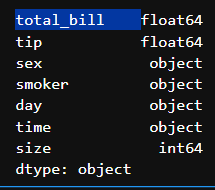 total_bill float64
tip float64
sex object
smoker object
day object
time object
size int64
dtype: object